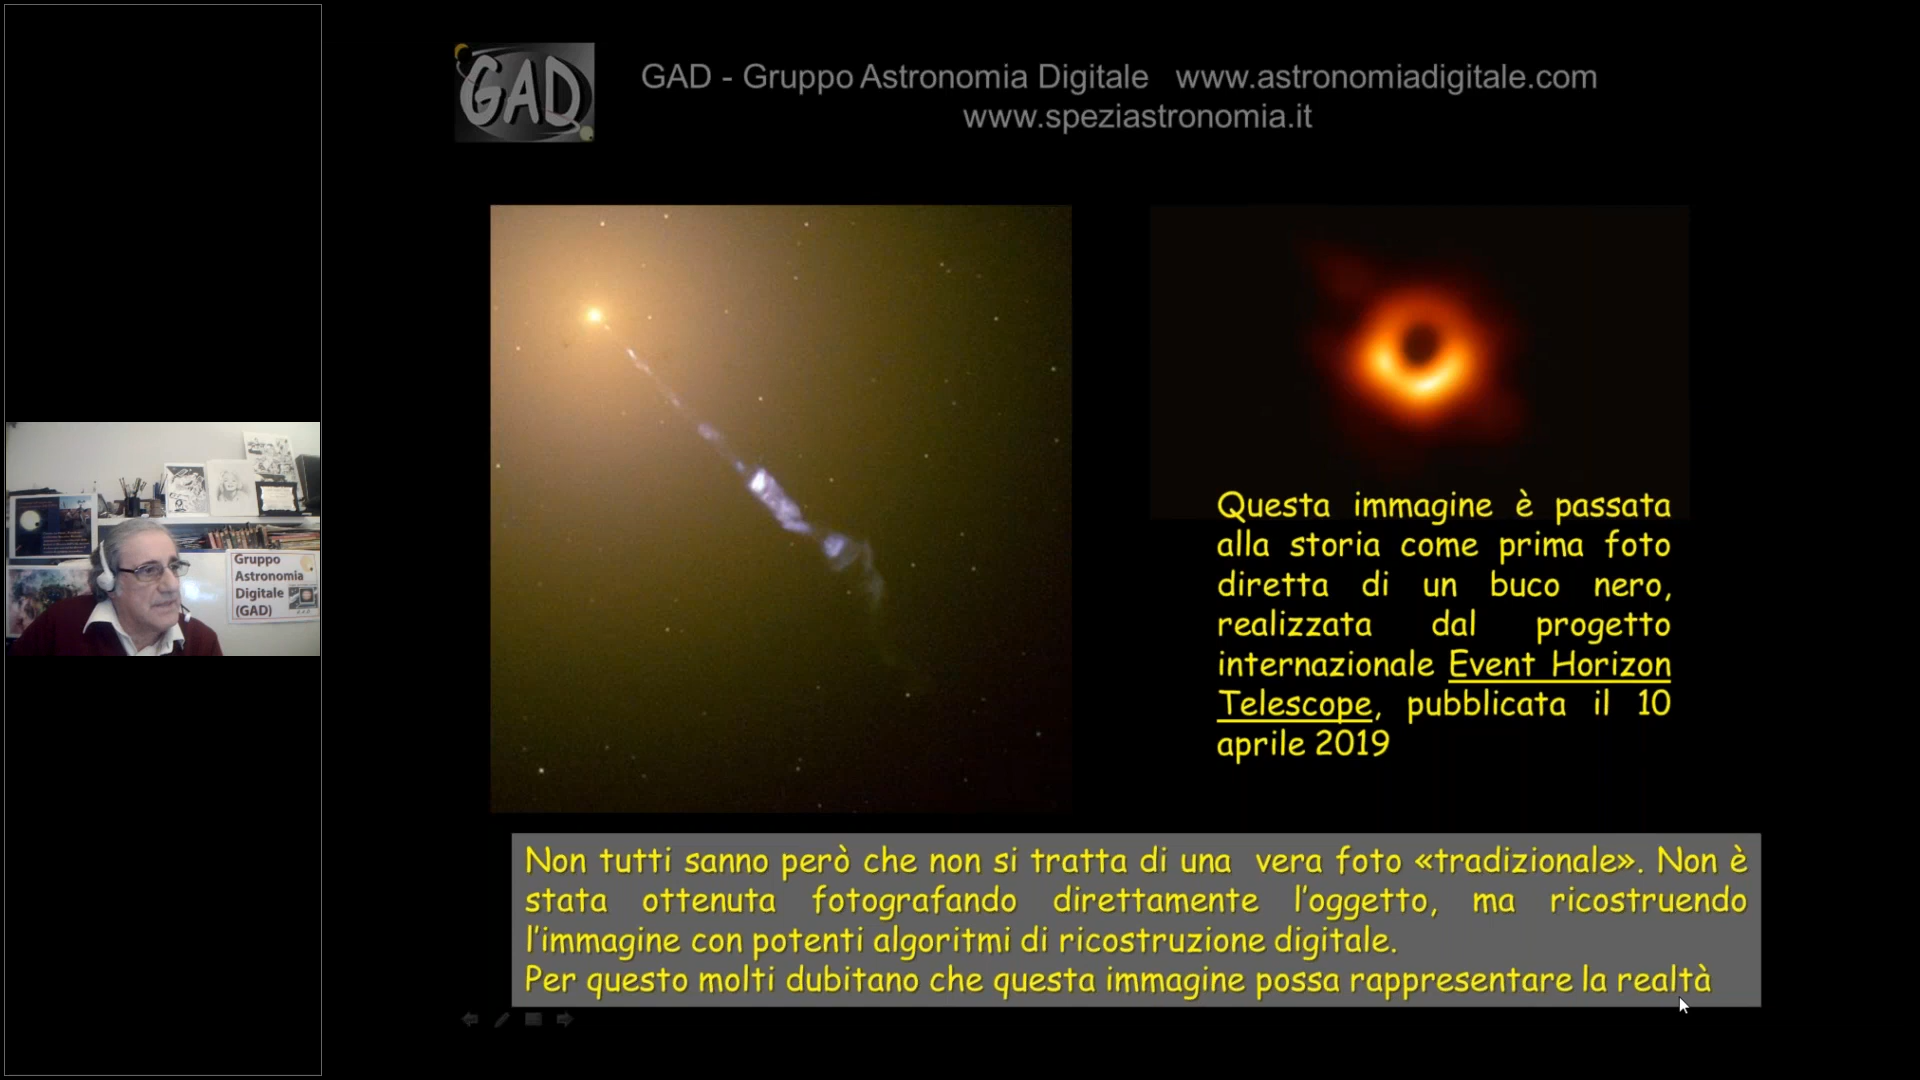 GAD
GAD - Gruppo Astronomia Digitale www.astronomiadigitale.com
www.speziastronomia.it
Questa immagine è passata
alla storia come prima foto
diretta di un buco nero,
realizzata dal progetto
internazionale Event Horizon
Telescope, pubblicata il 10
aprile 2019
Non tutti sanno però che non si tratta di una vera foto «tradizionale». Non è
stata ottenuta fotografando direttamente l'oggetto, ma ricostruendo
l'immagine con potenti algoritmi di ricostruzione digitale.
Per questo molti dubitano che questa immagine possa rappresentare la realtà
Gruppo
Astronomia
Digitale
(GAD)